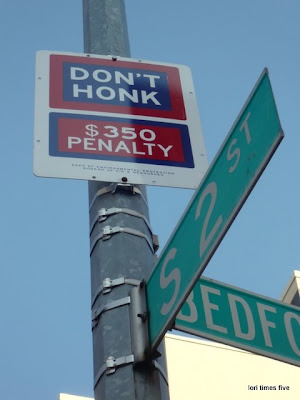 DON'T
HONK
$350
PENALTY
S 2 ST
BEDFO
lori times five